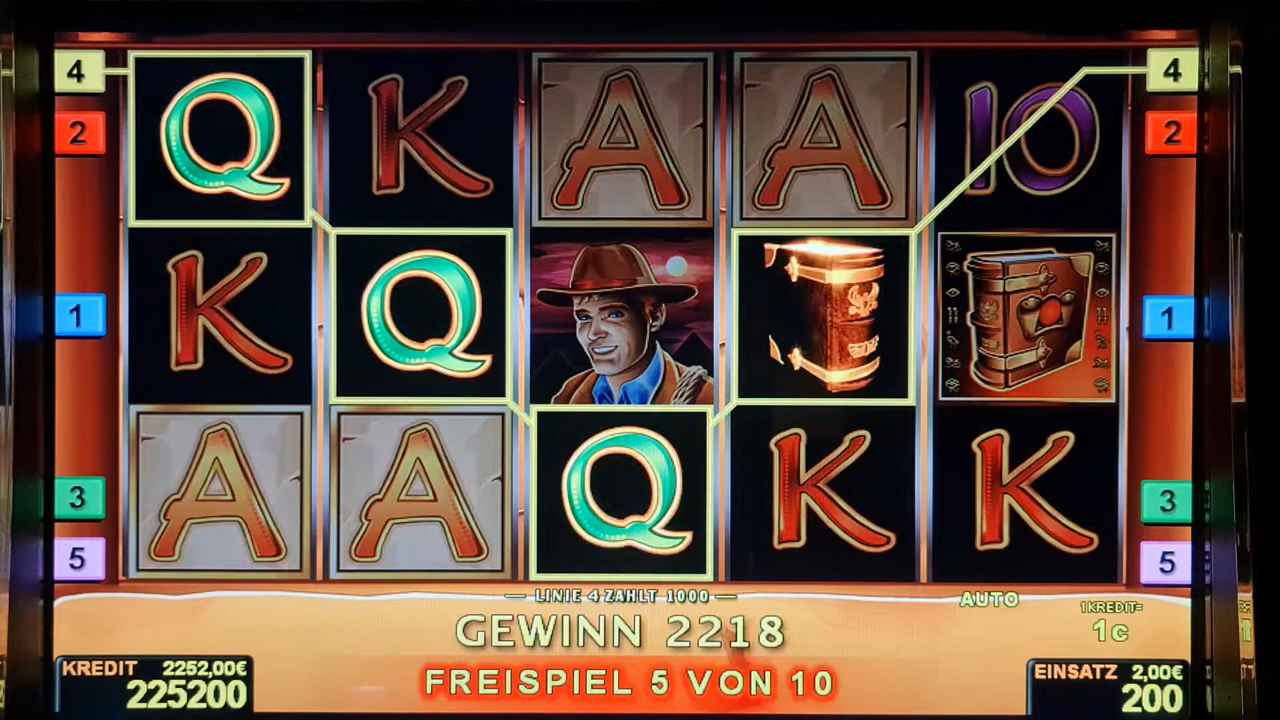 4 Q K A A 10 4
2 2
1 K Q 1
A A Q K K
3 3
5 5
LINIE 4 ZAHLT 1000
AUTO
1 KREDIT=
1c
GEWINN 2218
KREDIT 2252,00€
225200
FREISPIEL 5 VON 10
EINSATZ 2,00€
200